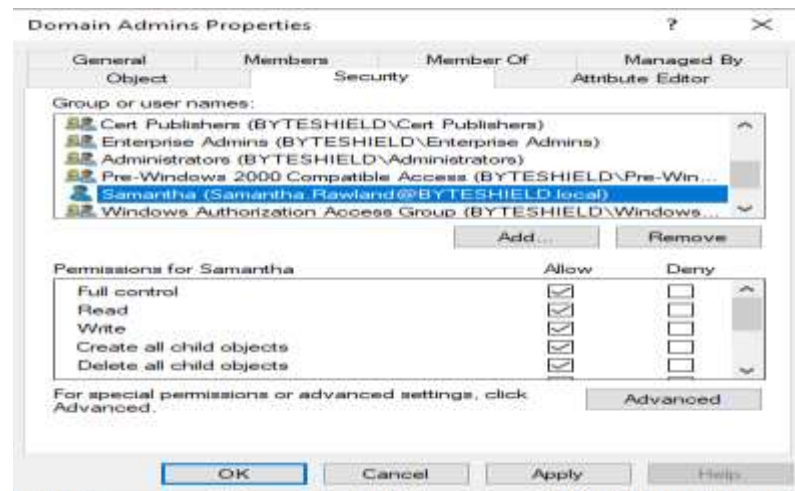 Domain Admins Properties ? ×
General Members Member Of Managed By
Object Security Attribute Editor
Group or user names:
Cert Publishers (BYTESHIELD\Cert Publishers)
Enterprise Admins (BYTESHIELD\Enterprise Admins)
Administrators (BYTESHIELD\Administrators)
Pre-Windows 2000 Compatible Access (BYTESHIELD\Pre-Win...
Samantha (Samantha.Rawland@BYTESHIELD.local)
Windows Authorization Access Group (BYTESHIELD\Windows...
Add... Remove
Permissions for Samantha Allow Deny
Full control
Read
Write
Create all child objects
Delete all child objects
For special permissions or advanced settings, click
Advanced.
Advanced
OK Cancel Apply Help